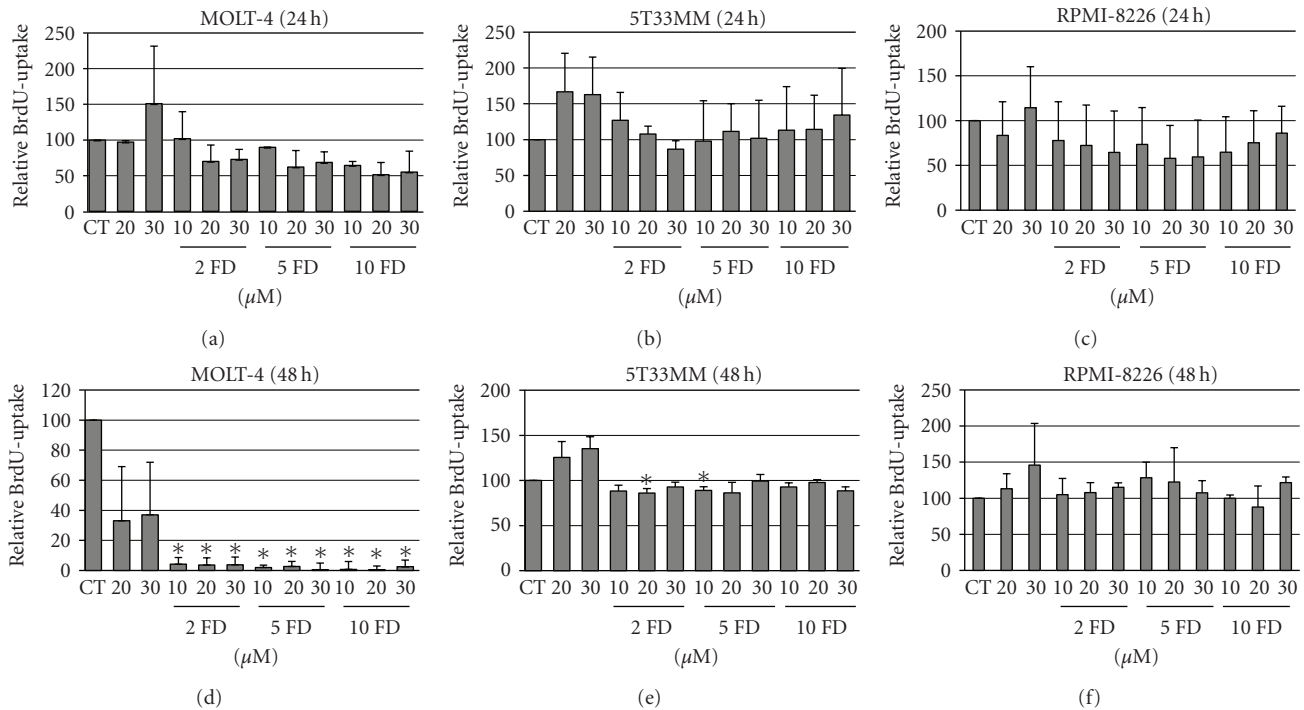 MOLT-4 (24 h)
Relative BrdU-uptake
250
200
150
100
50
0
CT 20 30 10 20 30 10 20 30 10 20 30
2 FD 5 FD 10 FD
(μM)
(a)
5T33MM (24 h)
Relative BrdU-uptake
250
200
150
100
50
0
CT 20 30 10 20 30 10 20 30 10 20 30
2 FD 5 FD 10 FD
(μM)
(b)
RPMI-8226 (24 h)
Relative BrdU-uptake
200
150
100
50
0
CT 20 30 10 20 30 10 20 30 10 20 30
2 FD 5 FD 10 FD
(μM)
(c)
MOLT-4 (48 h)
Relative BrdU-uptake
120
100
80
60
40
20
0
* * * * * * * * *
CT 20 30 10 20 30 10 20 30 10 20 30
2 FD 5 FD 10 FD
(μM)
(d)
5T33MM (48 h)
Relative BrdU-uptake
200
150
100
50
0
* *
CT 20 30 10 20 30 10 20 30 10 20 30
2 FD 5 FD 10 FD
(μM)
(e)
RPMI-8226 (48 h)
Relative BrdU-uptake
250
200
150
100
50
0
CT 20 30 10 20 30 10 20 30 10 20 30
2 FD 5 FD 10 FD
(μM)
(f)